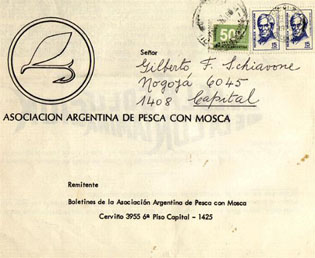 50
Señor
Gilberto F. Schiavone
Nogoyá 6045
1408 Capital
ASOCIACION ARGENTINA DE PESCA CON MOSCA
Remitente
Boletines de la Asociación Argentina de Pesca con Mosca
Cerviño 3955 6º Piso Capital - 1425